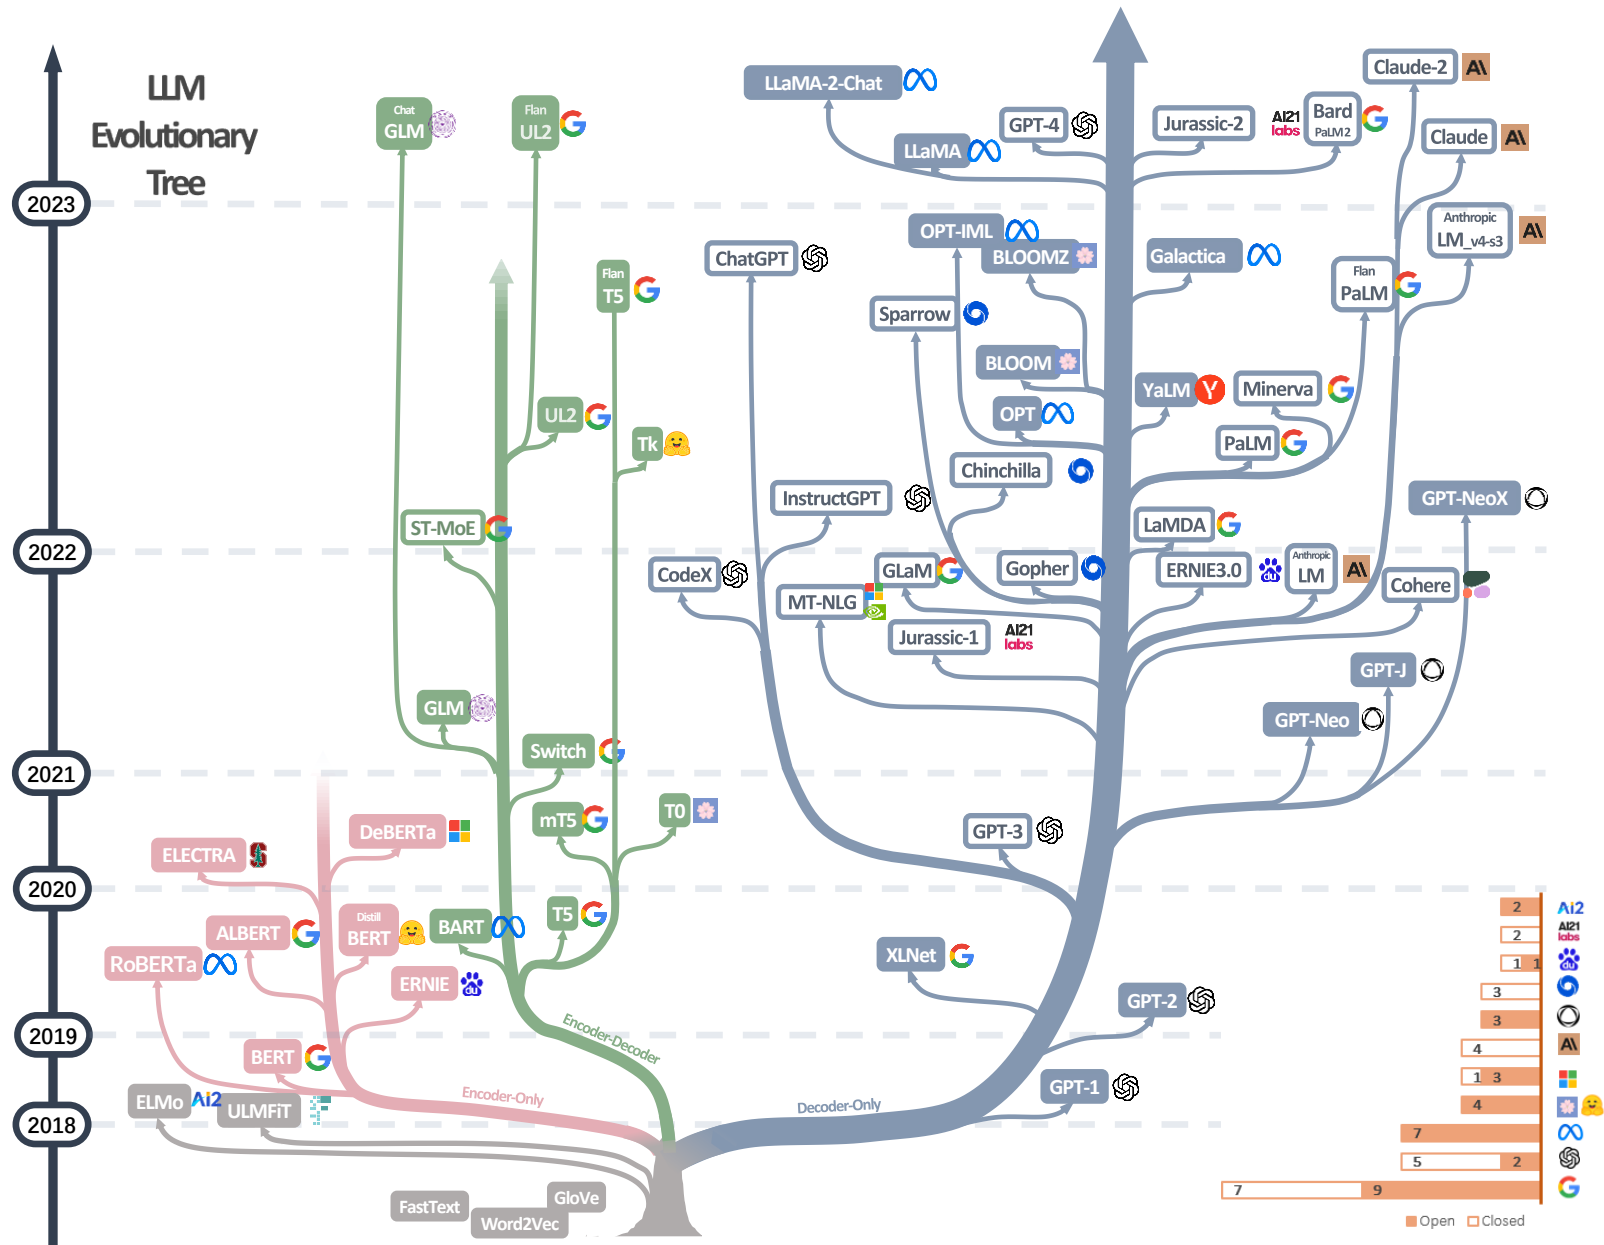 LLM
Evolutionary
Tree
2023
2022
2021
2020
2019
2018
Chat
GLM
Flan
UL2
LLaMA-2-Chat
LLaMA
GPT-4
Jurassic-2
AI21
labs
Bard
PaLM 2
Claude-2
A\
Claude
A\
Anthropic
LM_v4-s3
A\
OPT-IML
BLOOMZ
Galactica
ChatGPT
Flan
T5
Flan
PaLM
Sparrow
BLOOM
YaLM
Y
Minerva
UL2
OPT
Tk
PaLM
Chinchilla
InstructGPT
GPT-NeoX
ST-MoE
LaMDA
CodeX
GLaM
Gopher
ERNIE3.0
du
Anthropic
LM
A\
Cohere
MT-NLG
Jurassic-1
AI21
labs
GPT-J
GLM
GPT-Neo
Switch
mT5
T0
DeBERTa
GPT-3
ELECTRA
S
T5
BART
Distill
BERT
ALBERT
RoBERTa
ERNIE
du
XLNet
GPT-2
Encoder-Decoder
BERT
GPT-1
ELMo
Ai2
ULMFiT
Encoder-Only
Decoder-Only
FastText
Word2Vec
GloVe
2
Ai2
2
AI21
labs
1 1
du
3
3
4
A\
1 3
4
7
5 2
7 9
G
Open
Closed